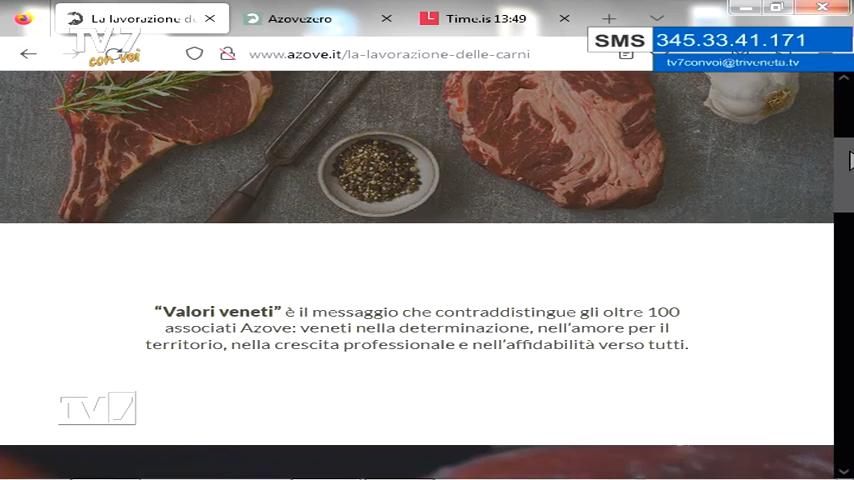 La lavorazione de
Azovezero
Time.is 13:49
TV7
con voi
SMS 345.33.41.171
www.azove.it/la-lavorazione-delle-carni
tv7convoi@triveneta.tv
“Valori veneti” è il messaggio che contraddistingue gli oltre 100
associati Azove: veneti nella determinazione, nell’amore per il
territorio, nella crescita professionale e nell’affidabilità verso tutti.
TV7